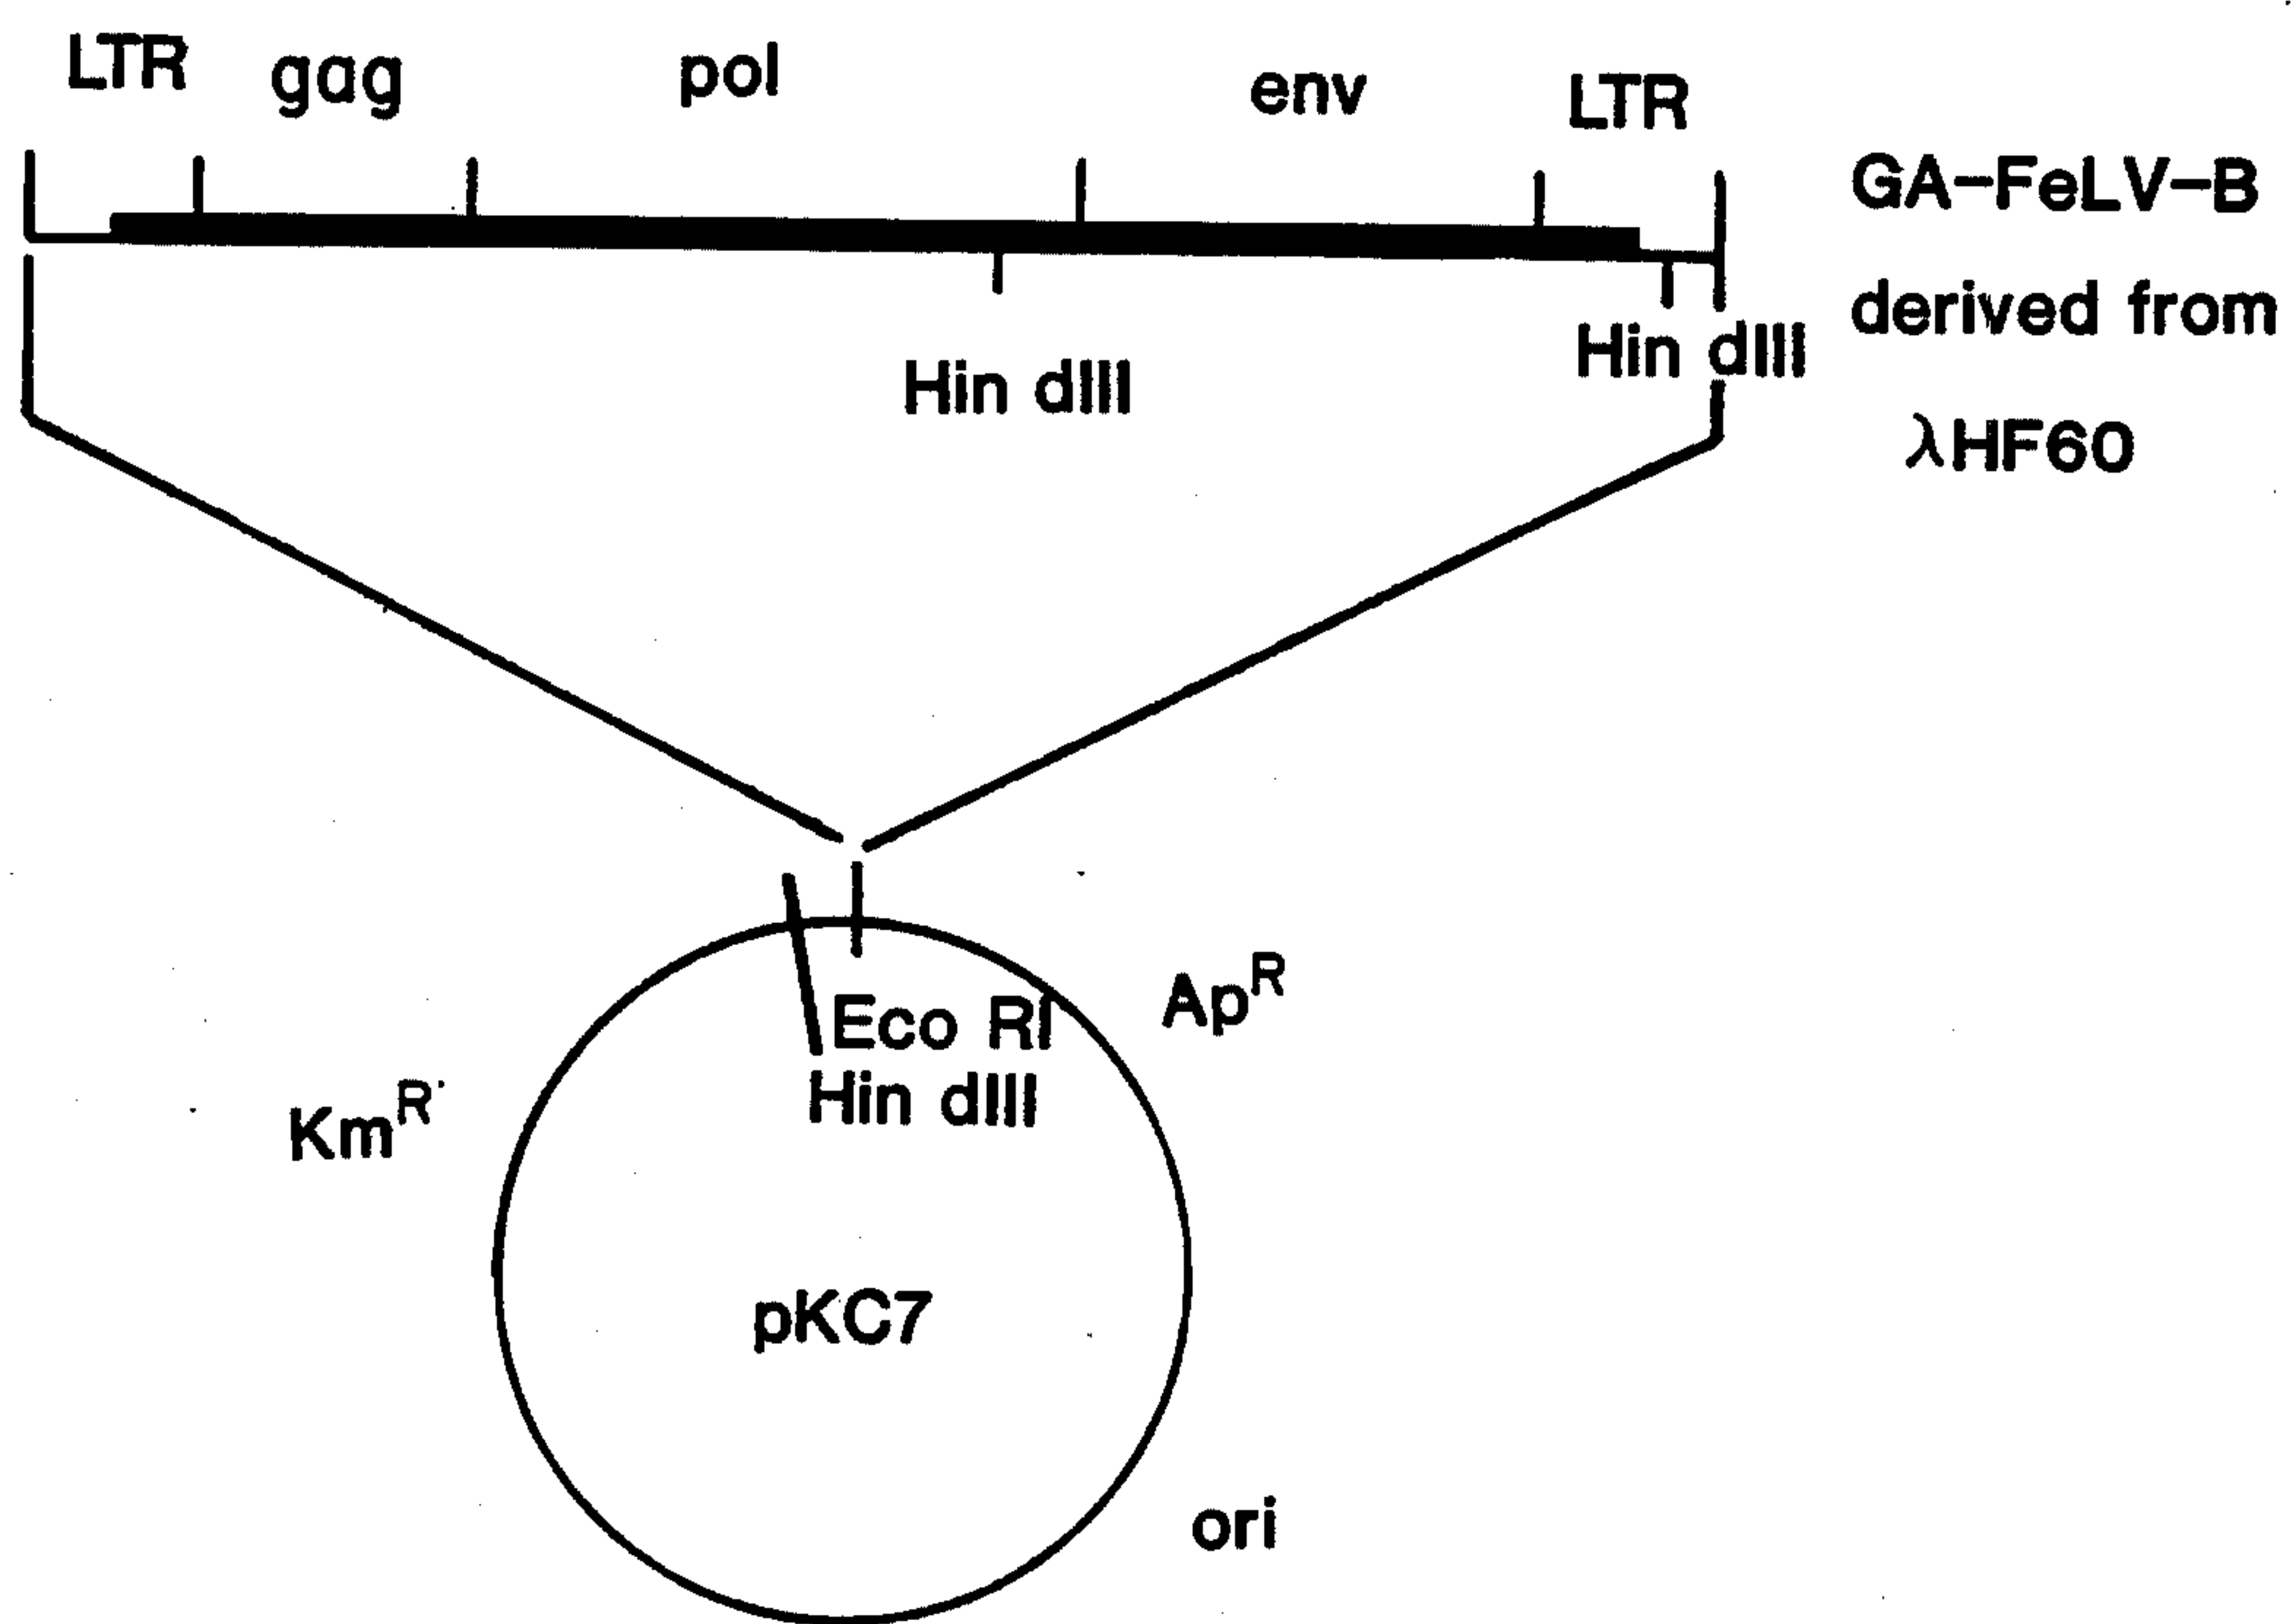 LTR gag pol env LTR
GA-FeLV-B
derived from
λHF60
Hin dIII
Hin dIII
Eco RI
Hin dIII
Ap^R
Km^R
pKC7
ori